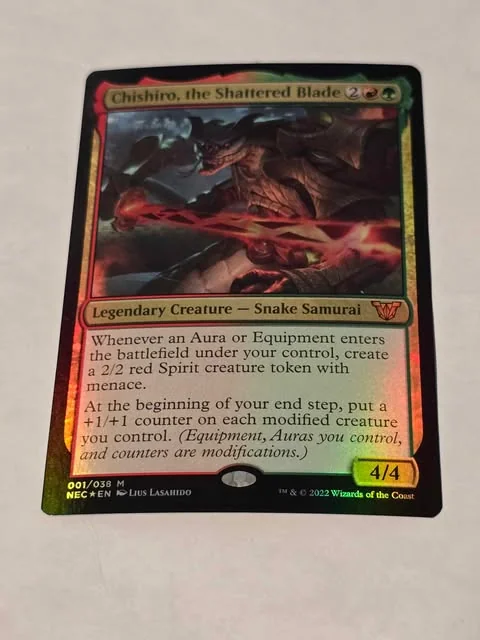 Chishiro, the Shattered Blade 2
Legendary Creature — Snake Samurai
Whenever an Aura or Equipment enters
the battlefield under your control, create
a 2/2 red Spirit creature token with
menace.
At the beginning of your end step, put a
+1/+1 counter on each modified creature
you control. (Equipment, Auras you control,
and counters are modifications.)
4/4
001/038 M
NEC★EN Lius Lasahido
™ & © 2022 Wizards of the Coast